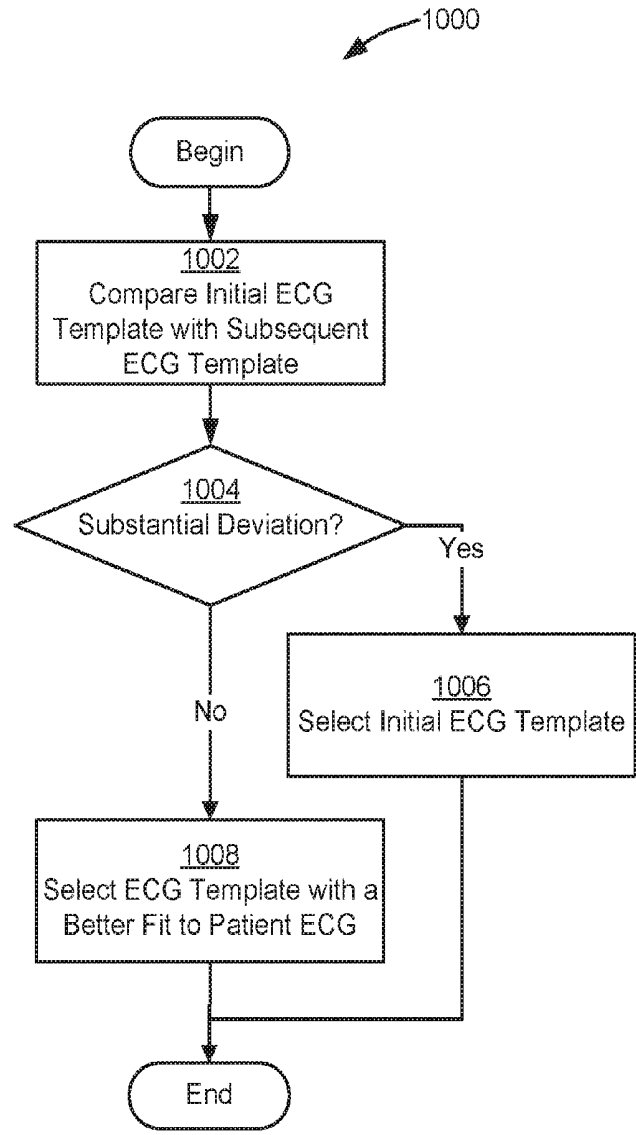 1000
Begin
1002
Compare Initial ECG
Template with Subsequent
ECG Template
1004
Substantial Deviation?
Yes
No
1006
Select Initial ECG Template
1008
Select ECG Template with a
Better Fit to Patient ECG
End